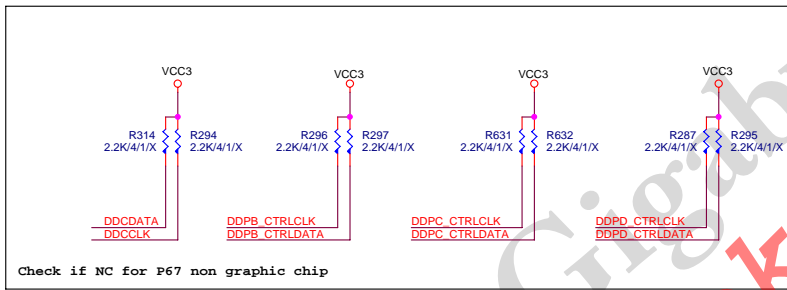 VCC3 VCC3 VCC3 VCC3
R314 R294 R296 R297 R631 R632 R287 R295
2.2K/4/1/X 2.2K/4/1/X 2.2K/4/1/X 2.2K/4/1/X 2.2K/4/1/X 2.2K/4/1/X 2.2K/4/1/X 2.2K/4/1/X
DDCDATA DDPB_CTRLCLK DDPC_CTRLCLK DDPD_CTRLCLK
DDCCLK DDPB_CTRLDATA DDPC_CTRLDATA DDPD_CTRLDATA
Check if NC for P67 non graphic chip
Gigaby